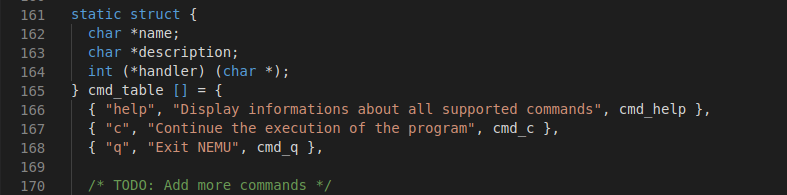 161 static struct {
162   char *name;
163   char *description;
164   int (*handler) (char *);
165 } cmd_table [] = {
166   { "help", "Display informations about all supported commands", cmd_help },
167   { "c", "Continue the execution of the program", cmd_c },
168   { "q", "Exit NEMU", cmd_q },
169
170   /* TODO: Add more commands */